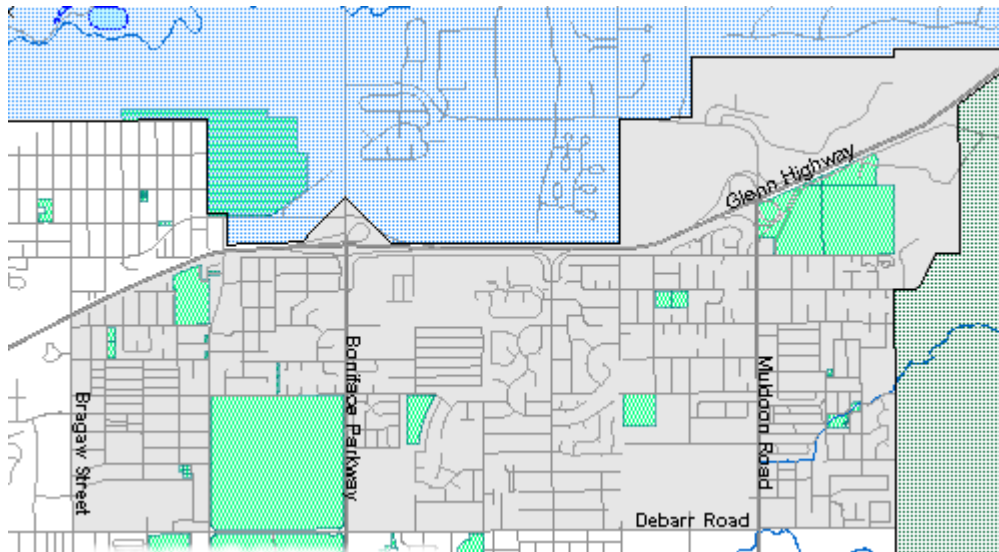 Glenn Highway
Boniface Parkway
Muldoon Road
Bragaw Street
Debarr Road